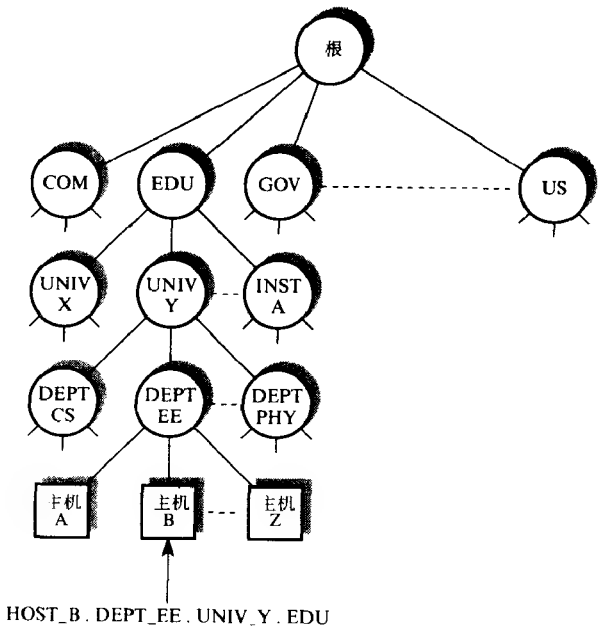 根
COM
EDU
GOV
US
UNIV
X
UNIV
Y
INST
A
DEPT
CS
DEPT
EE
DEPT
PHY
主机
A
主机
B
主机
Z
HOST_B . DEPT_EE . UNIV_Y . EDU